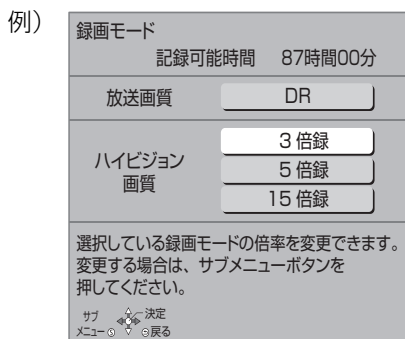 例)
録画モード
記録可能時間 87時間00分
放送画質 DR
ハイビジョン
画質
3倍録
5倍録
15倍録
選択している録画モードの倍率を変更できます。
変更する場合は、サブメニューボタンを
押してください。
サブ
メニュー S
決定
戻る